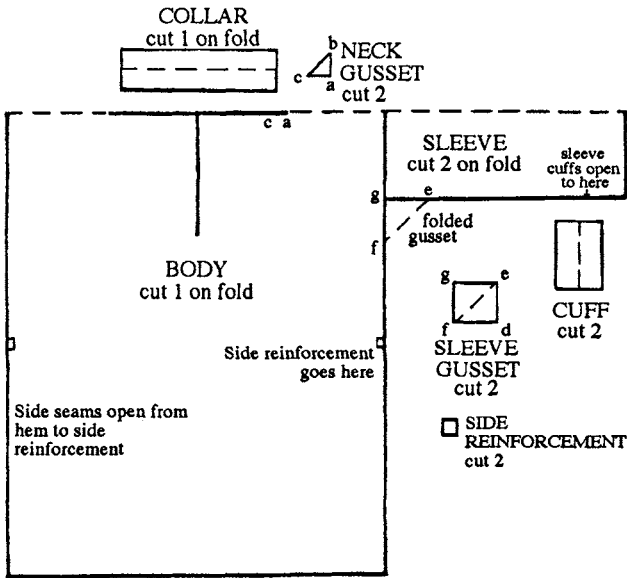 COLLAR
cut 1 on fold
b
NECK
GUSSET
cut 2
c
a
c a
SLEEVE
cut 2 on fold
sleeve
cuffs open
to here
g
e
folded
gusset
f
BODY
cut 1 on fold
g
e
f
d
SLEEVE
GUSSET
cut 2
CUFF
cut 2
Side reinforcement
goes here
Side seams open from
hem to side
reinforcement
SIDE
REINFORCEMENT
cut 2